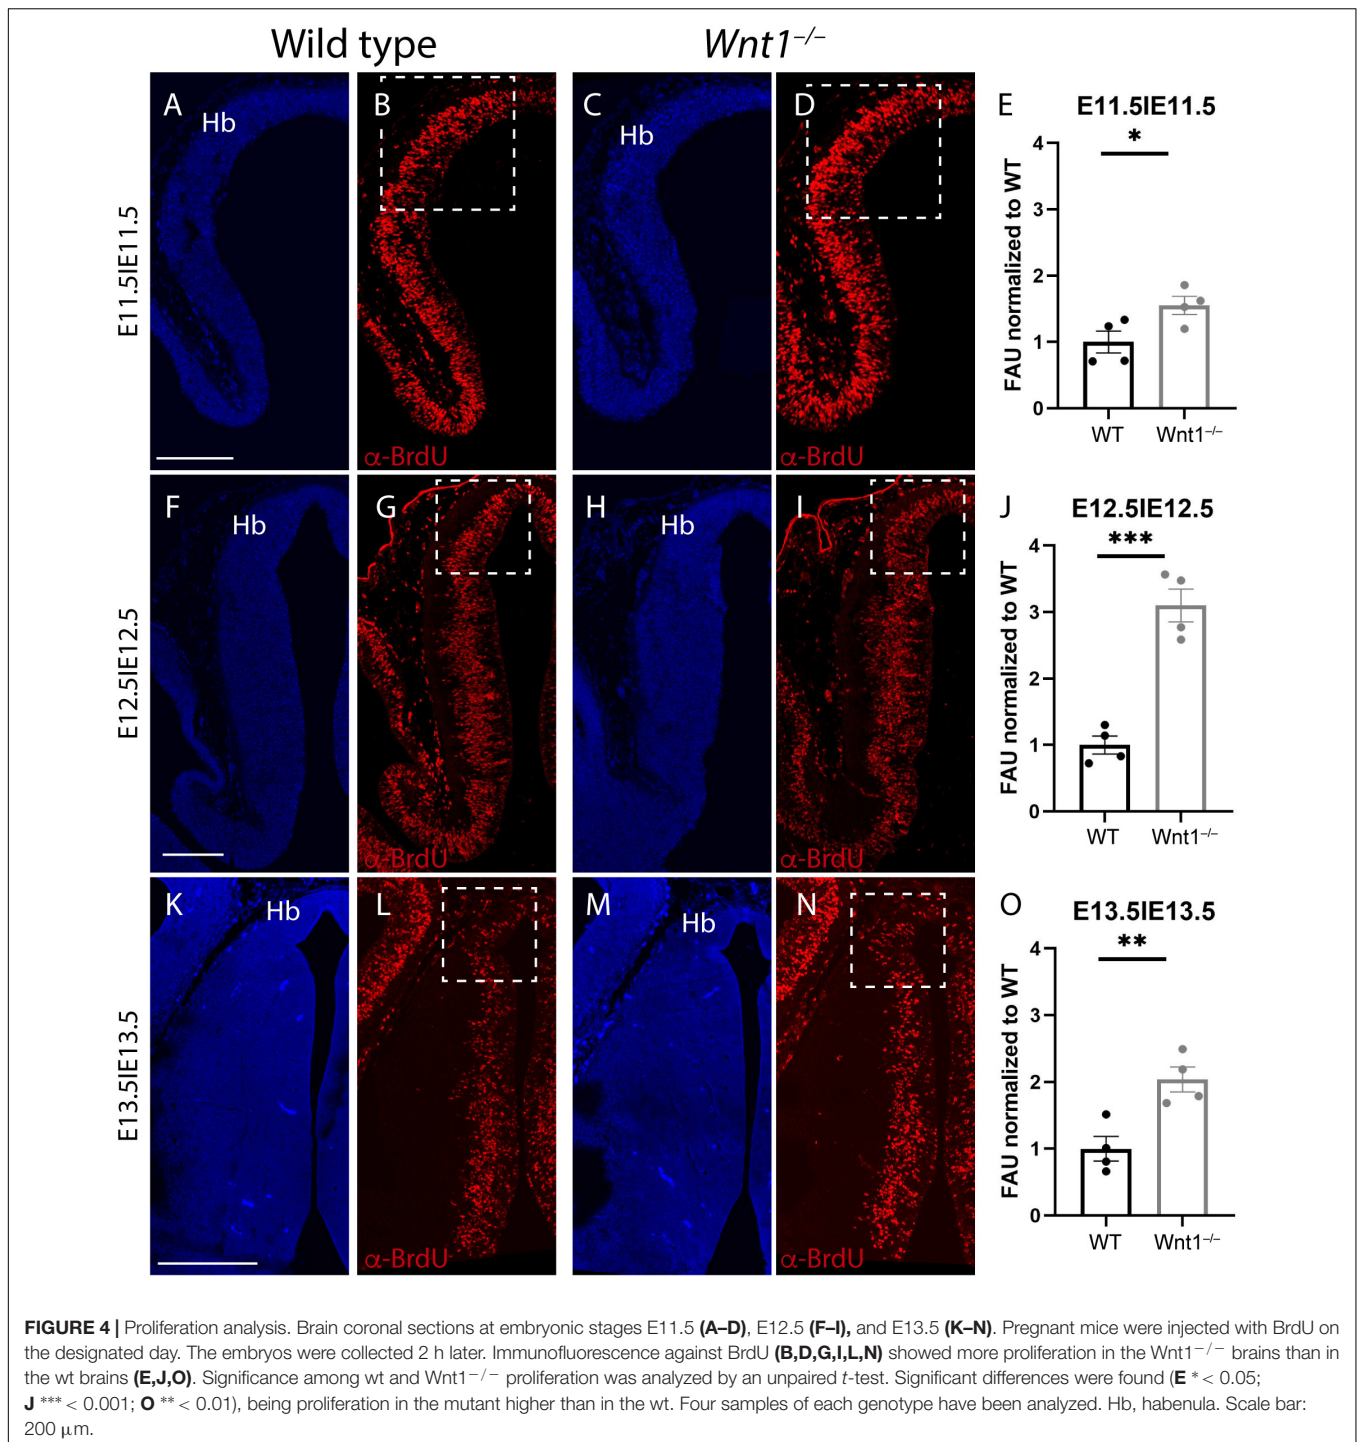 Wild type
Wnt1–/–
A
Hb
B
α-BrdU
C
Hb
D
E
E11.5IE11.5
E11.5IE11.5
*
FAU normalized to WT
4
3
2
1
0
WT
Wnt1–/–
F
Hb
G
α-BrdU
H
Hb
I
α-BrdU
J
E12.5IE12.5
E12.5IE12.5
***
FAU normalized to WT
4
3
2
1
0
WT
Wnt1–/–
K
Hb
L
α-BrdU
M
Hb
N
α-BrdU
O
E13.5IE13.5
E13.5IE13.5
**
FAU normalized to WT
4
3
2
1
0
WT
Wnt1–/–
FIGURE 4 | Proliferation analysis. Brain coronal sections at embryonic stages E11.5 (A–D), E12.5 (F–I), and E13.5 (K–N). Pregnant mice were injected with BrdU on
the designated day. The embryos were collected 2 h later. Immunofluorescence against BrdU (B,D,G,I,L,N) showed more proliferation in the Wnt1−/− brains than in
the wt brains (E,J,O). Significance among wt and Wnt1−/− proliferation was analyzed by an unpaired t-test. Significant differences were found (E * < 0.05;
J *** < 0.001; O ** < 0.01), being proliferation in the mutant higher than in the wt. Four samples of each genotype have been analyzed. Hb, habenula. Scale bar:
200 μm.